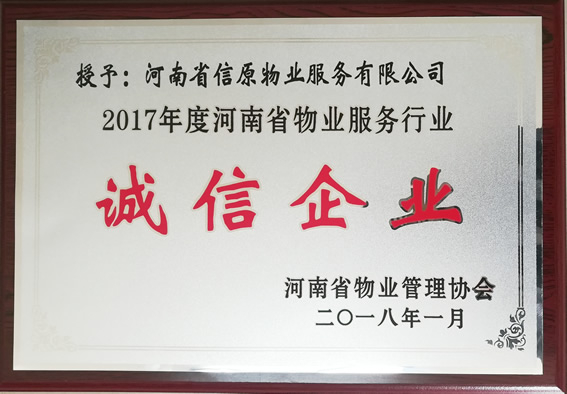 授予：河南省信原物业服务有限公司
2017年度河南省物业服务行业
诚信企业
河南省物业管理协会
二〇一八年一月